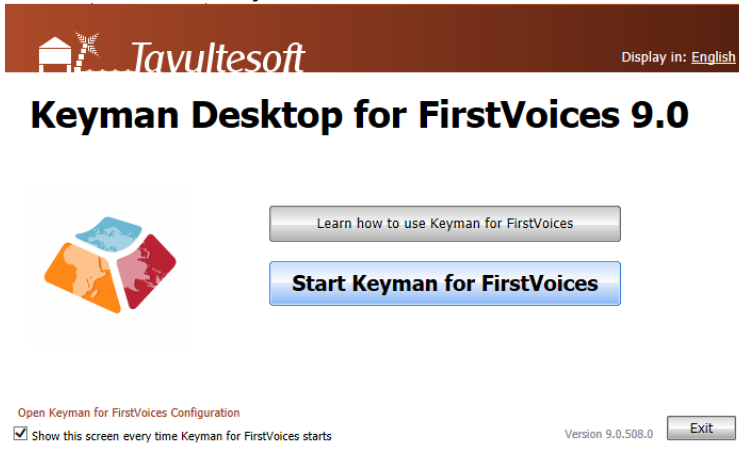 Tavultesoft
Display in: English
Keyman Desktop for FirstVoices 9.0
Learn how to use Keyman for FirstVoices
Start Keyman for FirstVoices
Open Keyman for FirstVoices Configuration
Show this screen every time Keyman for FirstVoices starts
Version 9.0.508.0
Exit